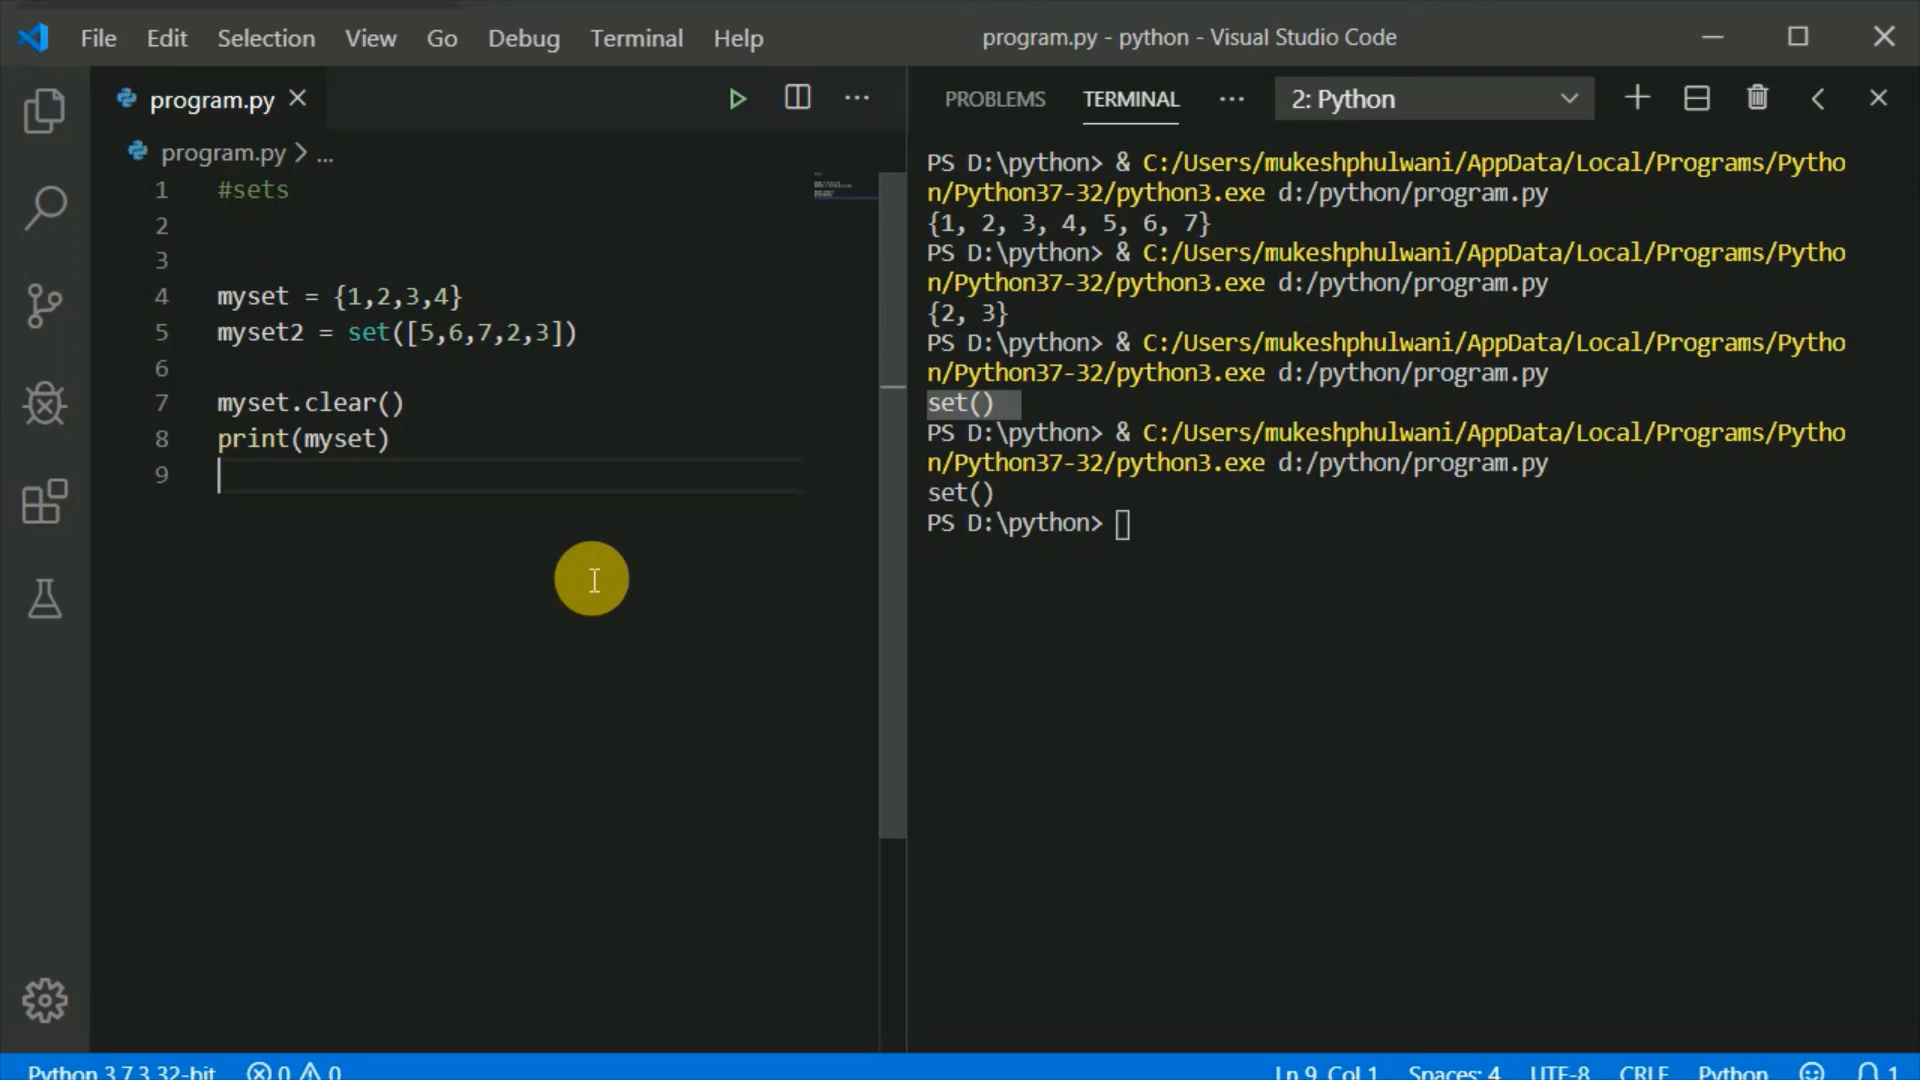 File Edit Selection View Go Debug Terminal Help program.py - python - Visual Studio Code
program.py
program.py > ...
1 #sets
2
3
4 myset = {1,2,3,4}
5 myset2 = set([5,6,7,2,3])
6
7 myset.clear()
8 print(myset)
9
PROBLEMS TERMINAL ... 2: Python
PS D:\python> & C:/Users/mukeshphulwani/AppData/Local/Programs/Pytho
n/Python37-32/python3.exe d:/python/program.py
{1, 2, 3, 4, 5, 6, 7}
PS D:\python> & C:/Users/mukeshphulwani/AppData/Local/Programs/Pytho
n/Python37-32/python3.exe d:/python/program.py
{2, 3}
PS D:\python> & C:/Users/mukeshphulwani/AppData/Local/Programs/Pytho
n/Python37-32/python3.exe d:/python/program.py
set()
PS D:\python> & C:/Users/mukeshphulwani/AppData/Local/Programs/Pytho
n/Python37-32/python3.exe d:/python/program.py
set()
PS D:\python>
Python 3.7.3 32-bit 0 0 Ln 9, Col 1 Spaces: 4 UTF-8 CRLF Python 1